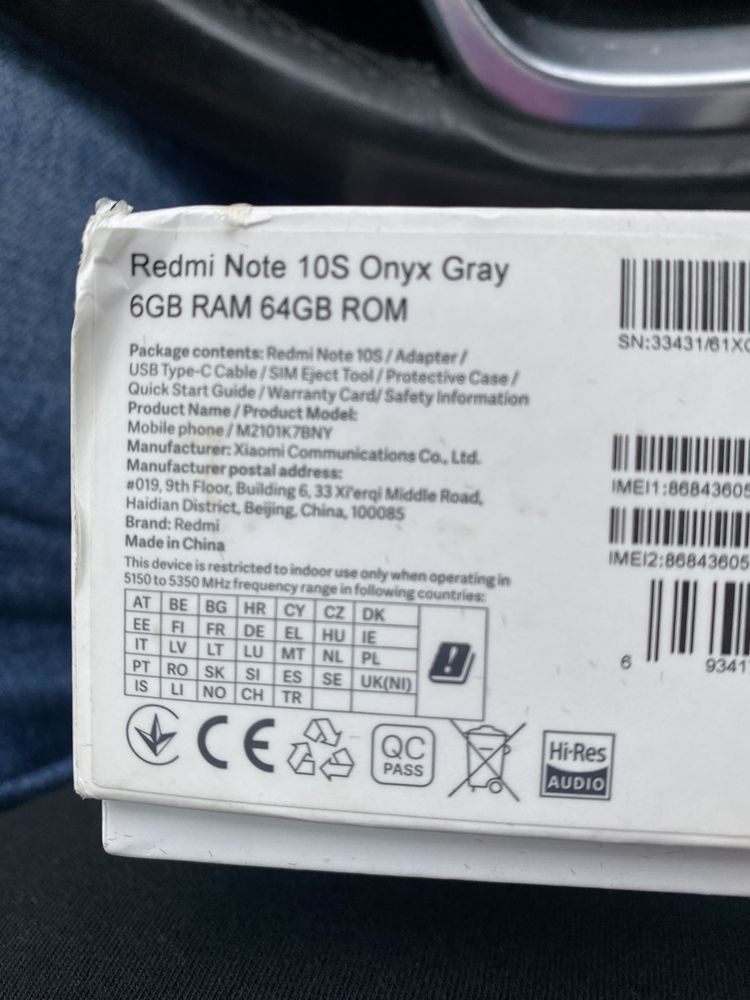 Redmi Note 10S Onyx Gray
6GB RAM 64GB ROM
Package contents: Redmi Note 10S / Adapter /
USB Type-C Cable / SIM Eject Tool / Protective Case /
Quick Start Guide / Warranty Card/ Safety Information
Product Name / Product Model:
Mobile phone / M2101K7BNY
Manufacturer: Xiaomi Communications Co., Ltd.
Manufacturer postal address:
#019, 9th Floor, Building 6, 33 Xi'erqi Middle Road,
Haidian District, Beijing, China, 100085
Brand: Redmi
Made in China
This device is restricted to indoor use only when operating in
5150 to 5350 MHz frequency range in following countries:
AT BE BG HR CY CZ DK
EE FI FR DE EL HU IE
IT LV LT LU MT NL PL
PT RO SK SI ES SE UK(NI)
IS LI NO CH TR
CE
QC
PASS
Hi-Res
AUDIO
SN:33431/61X
IMEI1:86843605
IMEI2:86843605
6 9341